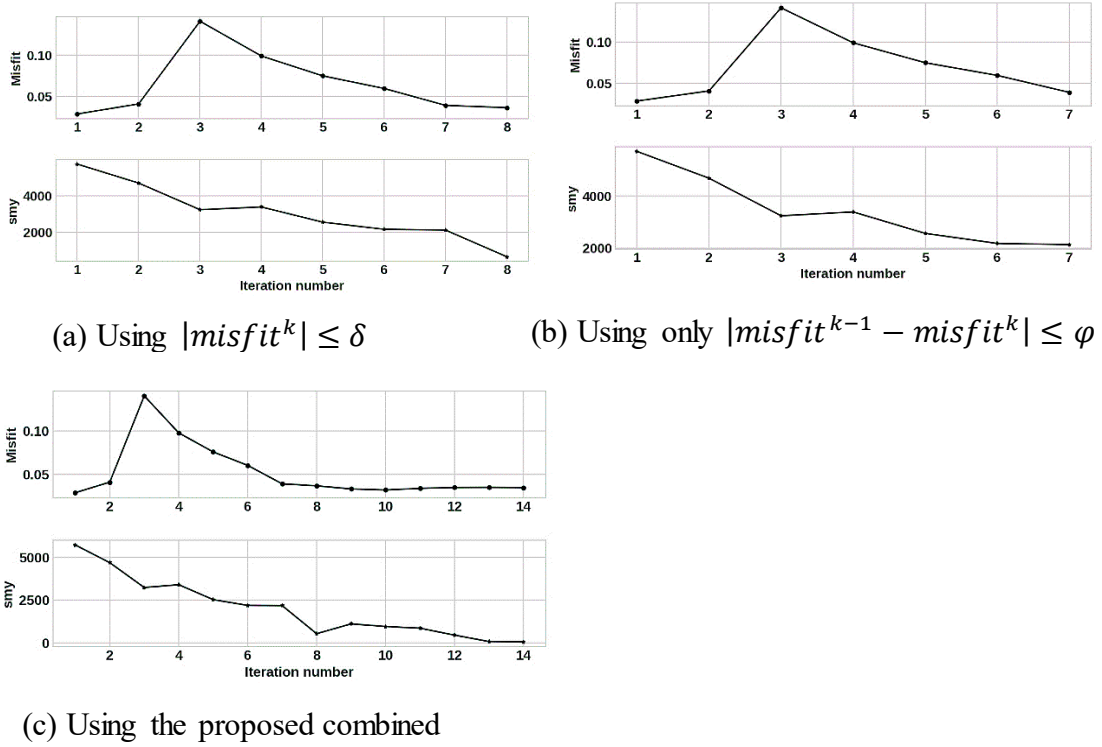 Misfit
0.10
0.05
1 2 3 4 5 6 7 8
smy
4000
2000
1 2 3 4 5 6 7 8
Iteration number
(a) Using |misfit^k| ≤ δ
Misfit
0.10
0.05
1 2 3 4 5 6 7
smy
4000
2000
1 2 3 4 5 6 7
Iteration number
(b) Using only |misfit^{k−1} − misfit^k| ≤ φ
Misfit
0.10
0.05
2 4 6 8 10 12 14
smy
5000
2500
0
2 4 6 8 10 12 14
Iteration number
(c) Using the proposed combined